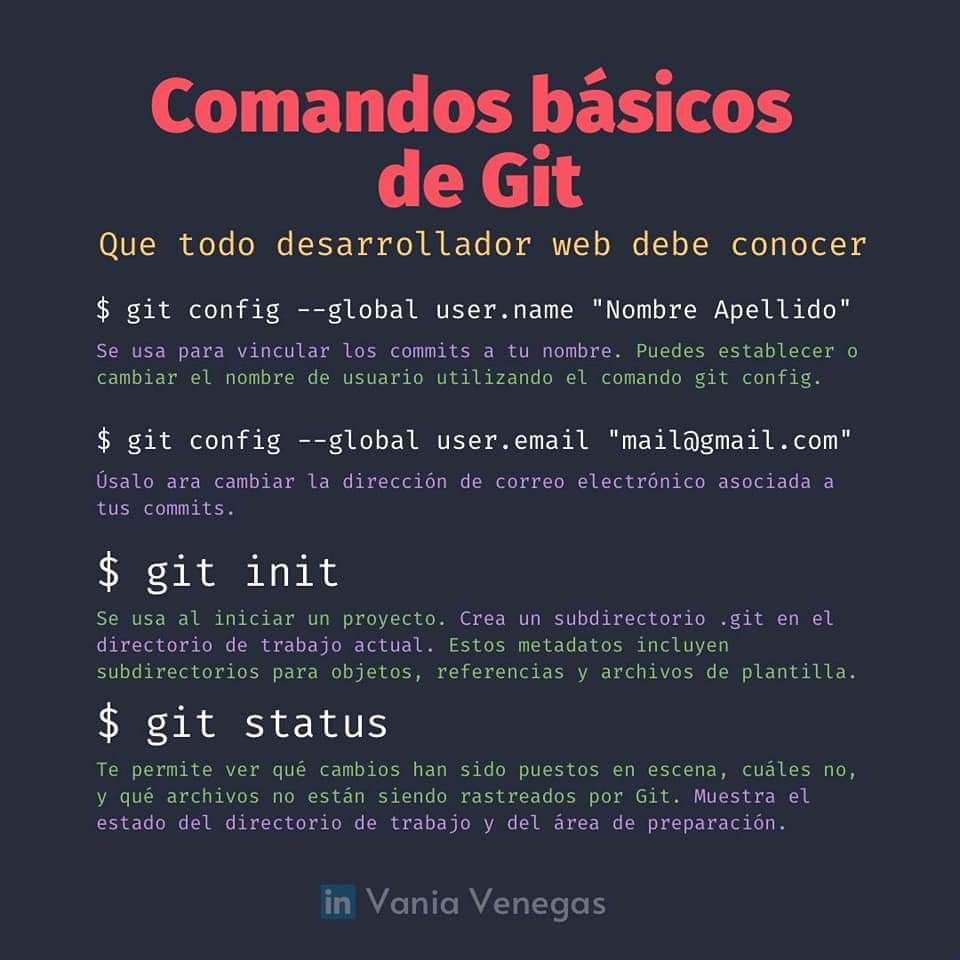 Comandos básicos
de Git
Que todo desarrollador web debe conocer
$ git config --global user.name "Nombre Apellido"
Se usa para vincular los commits a tu nombre. Puedes establecer o
cambiar el nombre de usuario utilizando el comando git config.
$ git config --global user.email "mail@gmail.com"
Úsalo ara cambiar la dirección de correo electrónico asociada a
tus commits.
$ git init
Se usa al iniciar un proyecto. Crea un subdirectorio .git en el
directorio de trabajo actual. Estos metadatos incluyen
subdirectorios para objetos, referencias y archivos de plantilla.
$ git status
Te permite ver qué cambios han sido puestos en escena, cuáles no,
y qué archivos no están siendo rastreados por Git. Muestra el
estado del directorio de trabajo y del área de preparación.
in Vania Venegas